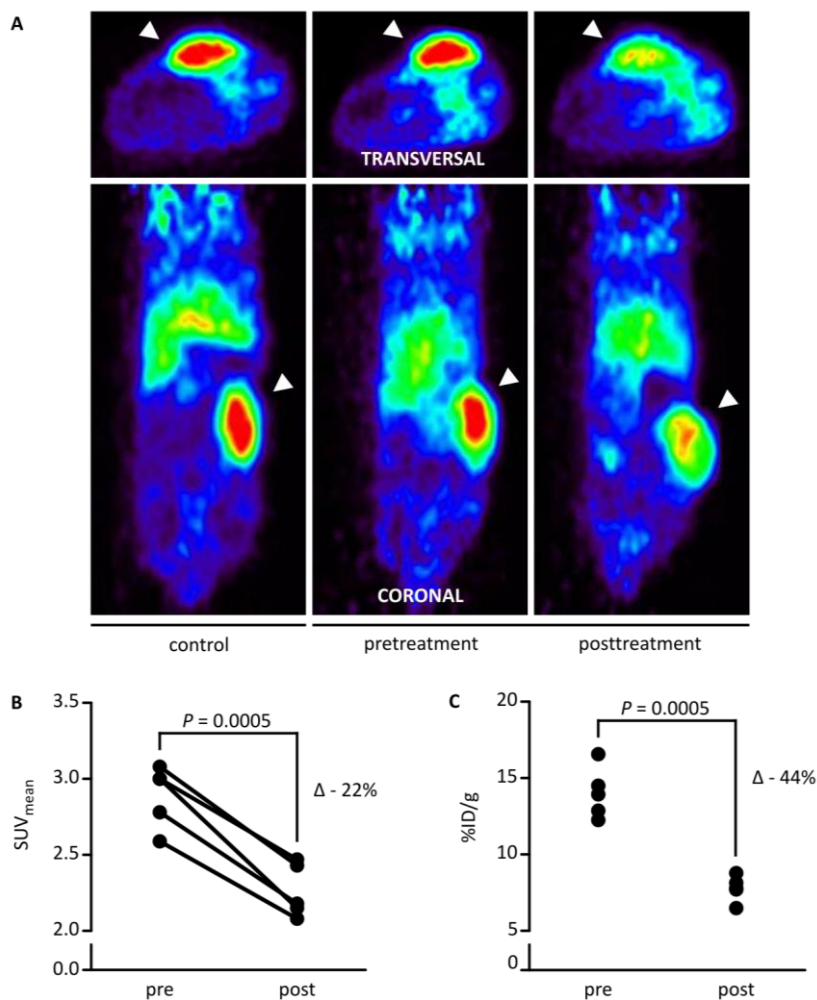 A
TRANSVERSAL
CORONAL
control pretreatment posttreatment
B
3.5
P = 0.0005
3.0
Δ - 22%
SUVmean
2.5
2.0
0.0
pre post
C
20
P = 0.0005
15
Δ - 44%
%ID/g
10
5
0
pre post